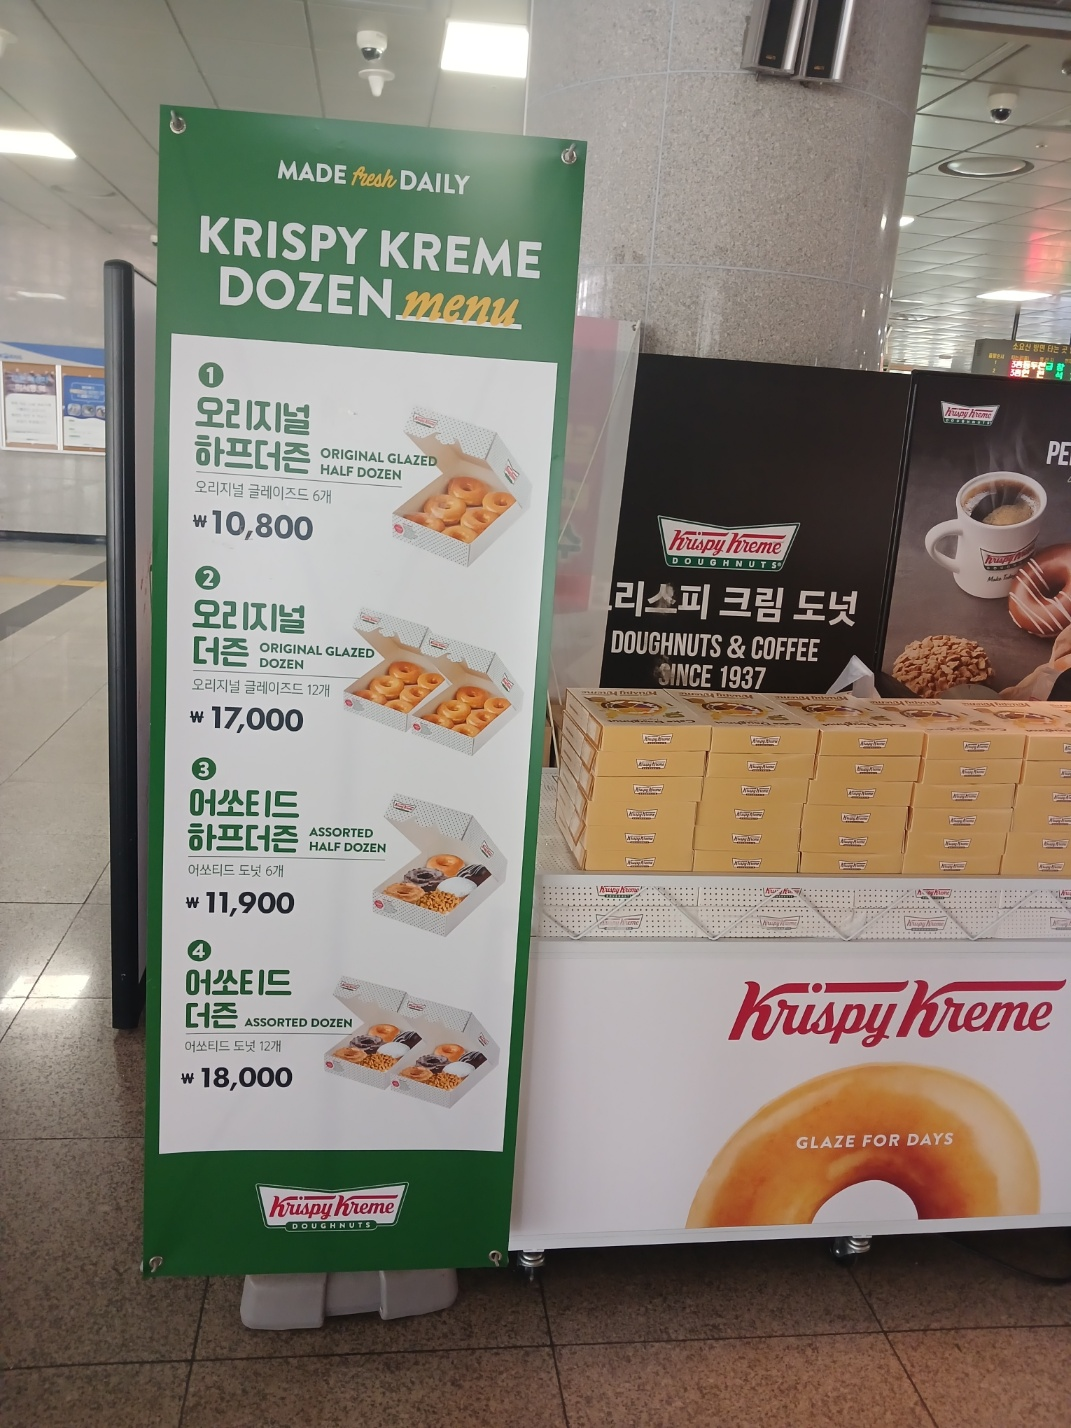 MADE fresh DAILY
KRISPY KREME
DOZEN menu
1
오리지널
하프더즌 ORIGINAL GLAZED
HALF DOZEN
오리지널 글레이즈드 6개
₩10,800
2
오리지널
더즌 ORIGINAL GLAZED
DOZEN
오리지널 글레이즈드 12개
₩17,000
3
어쏘티드
하프더즌 ASSORTED
HALF DOZEN
어쏘티드 도넛 6개
₩11,900
4
어쏘티드
더즌 ASSORTED DOZEN
어쏘티드 도넛 12개
₩18,000
Krispy Kreme
DOUGHNUTS
Krispy Kreme
DOUGHNUTS
리스피 크림 도넛
DOUGHNUTS & COFFEE
SINCE 1937
Krispy Kreme
DOUGHNUTS
Krispy Kreme
Krispy Kreme
GLAZE FOR DAYS